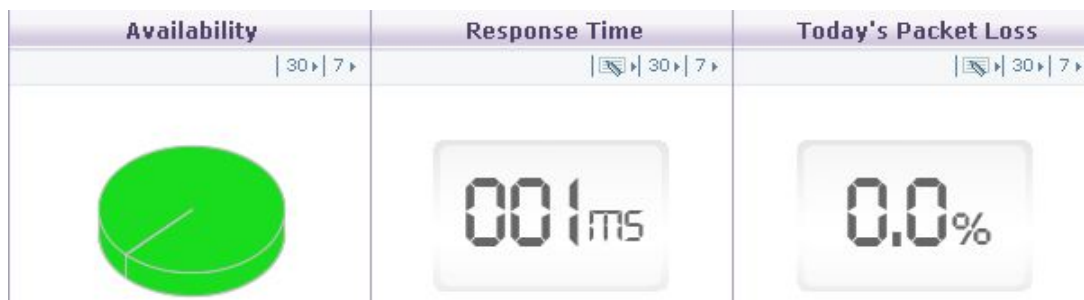 Availability Response Time Today's Packet Loss
30 7 30 7 30 7
001ms 0.0%